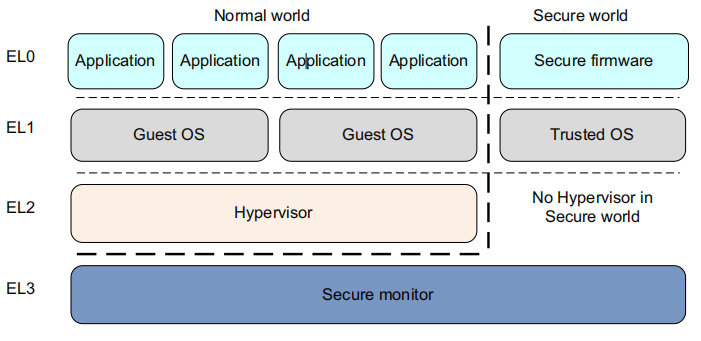 Normal world Secure world
EL0 Application Application Application Application Secure firmware
EL1 Guest OS Guest OS Trusted OS
EL2 Hypervisor No Hypervisor in
Secure world
EL3 Secure monitor